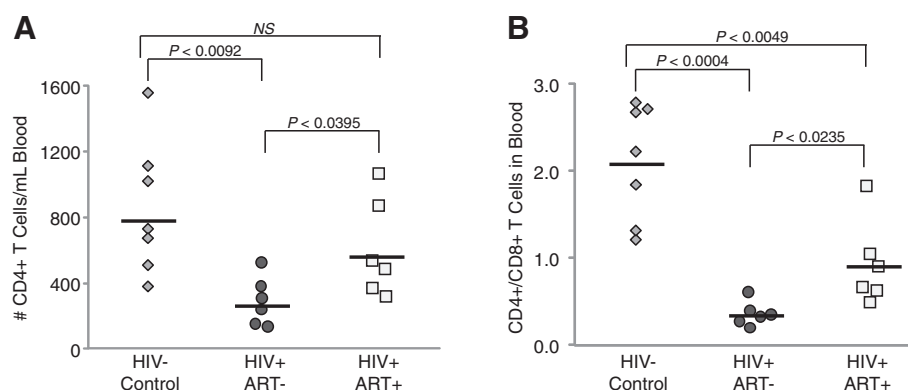 A
NS
P < 0.0092
P < 0.0395
# CD4+ T Cells/mL Blood
1600
1200
800
400
0
HIV-
Control
HIV+
ART-
HIV+
ART+
B
P < 0.0049
P < 0.0004
P < 0.0235
CD4+/CD8+ T Cells in Blood
3.0
2.0
1.0
0.0
HIV-
Control
HIV+
ART-
HIV+
ART+